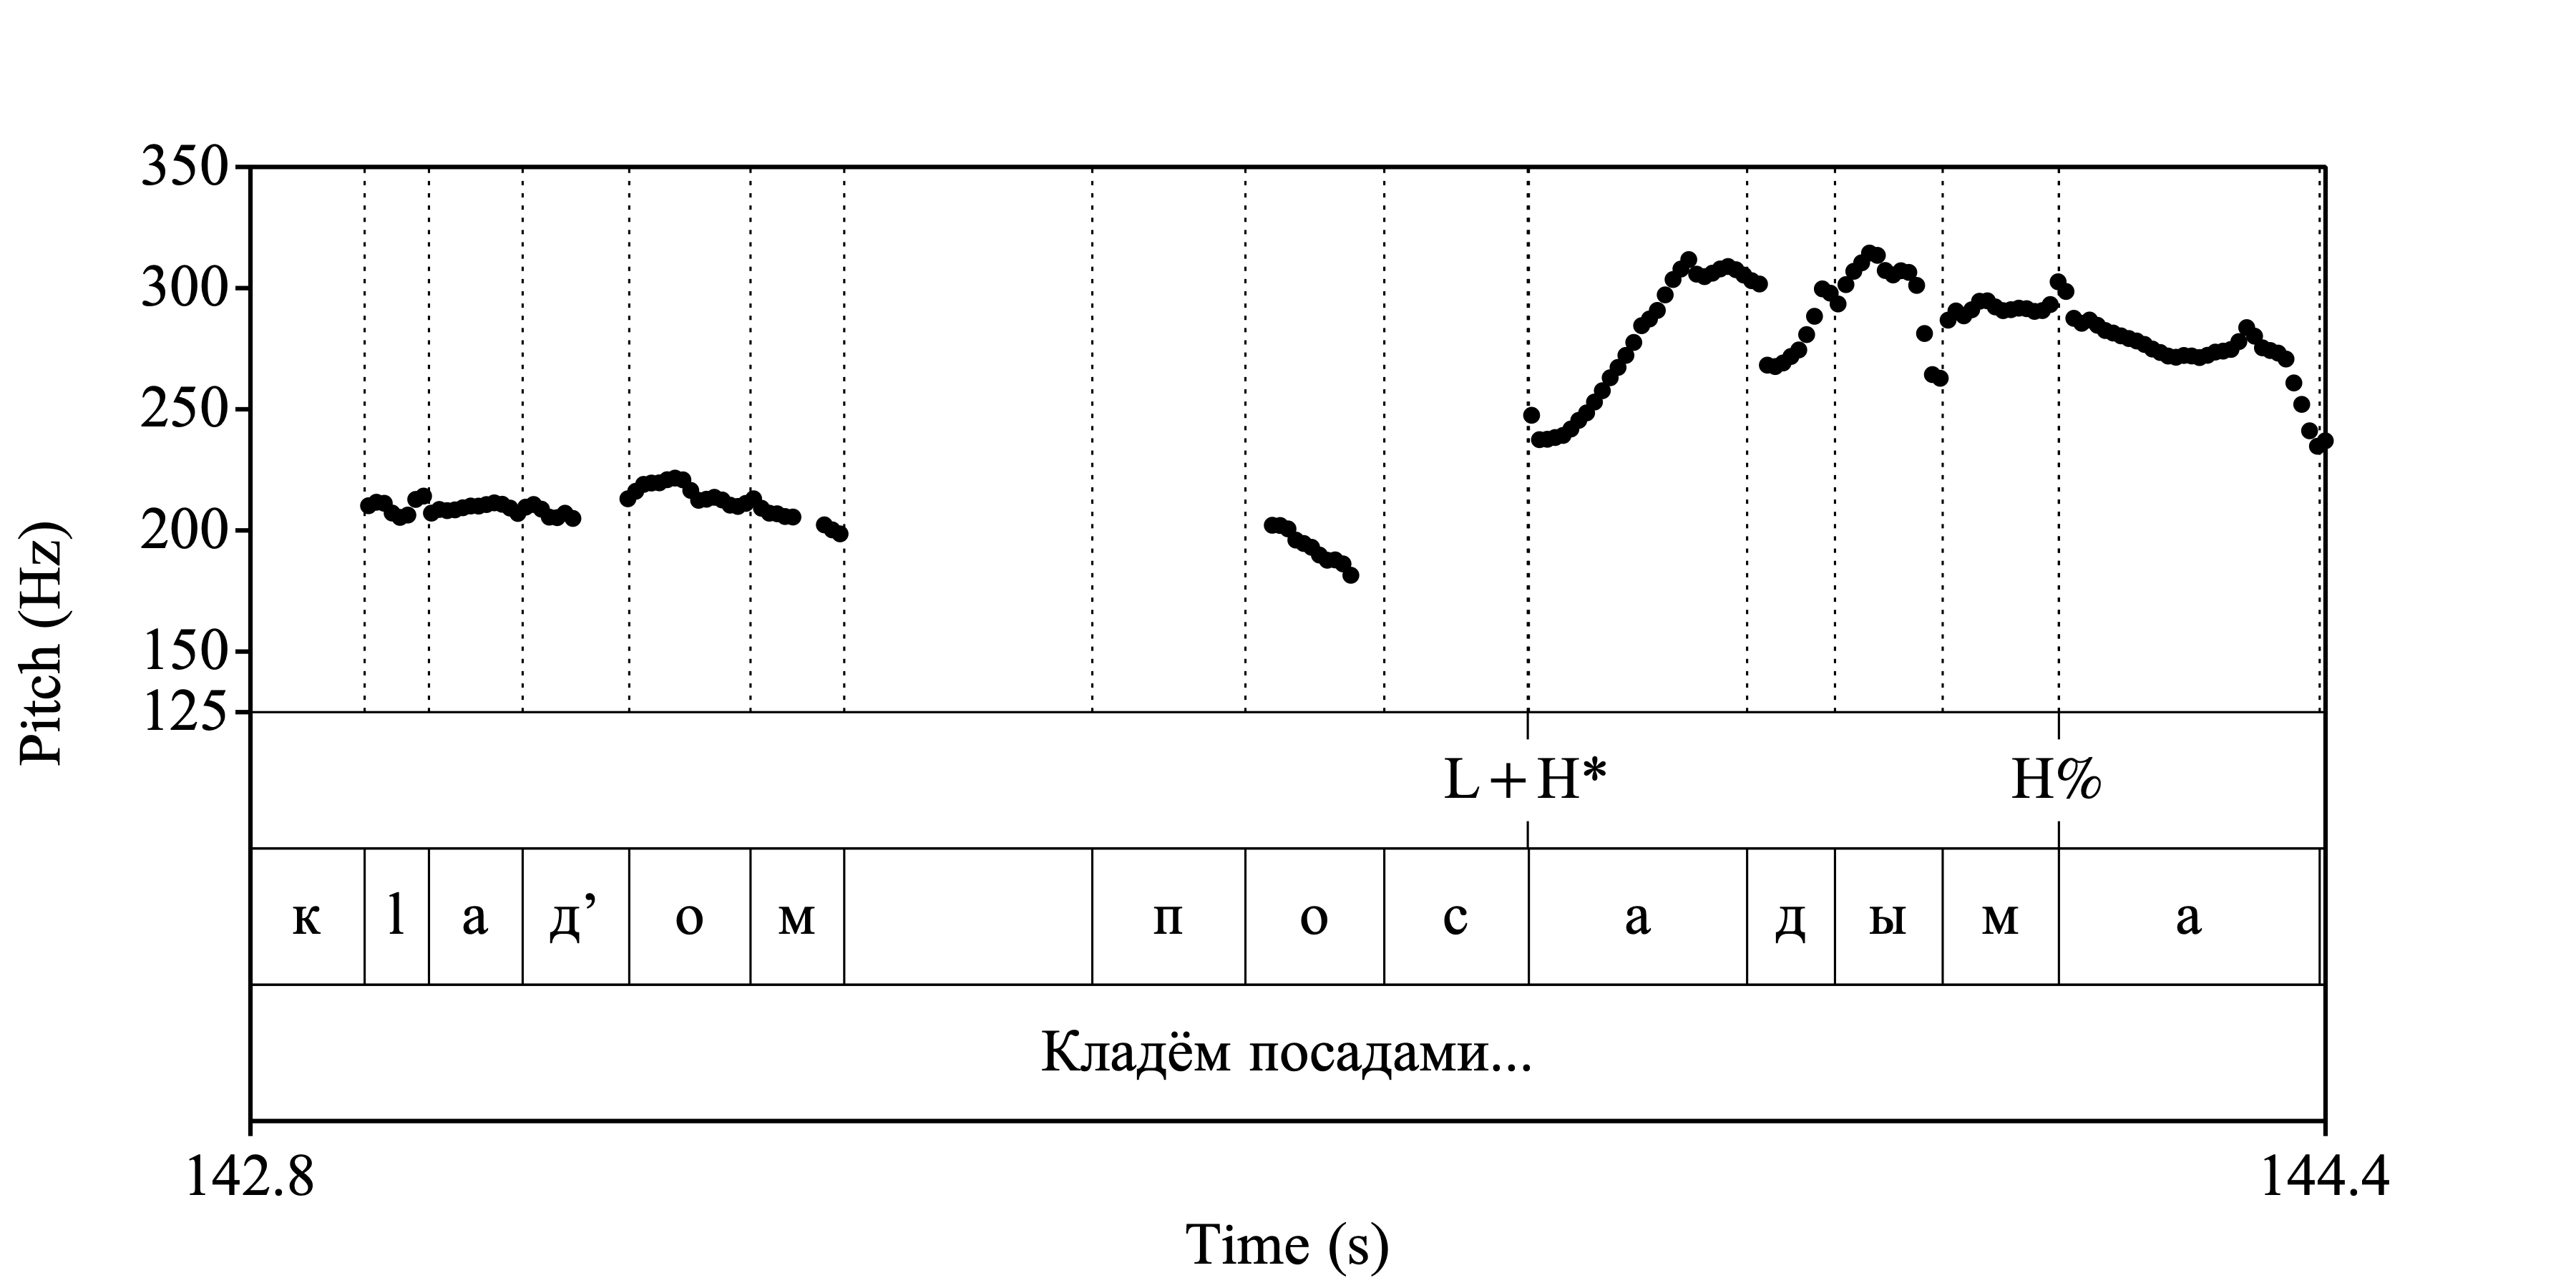 350
300
250
200
150
125
Pitch (Hz)
L+H* H%
к l а д’ о м п о с а д ы м а
Кладём посадами...
142.8 144.4
Time (s)